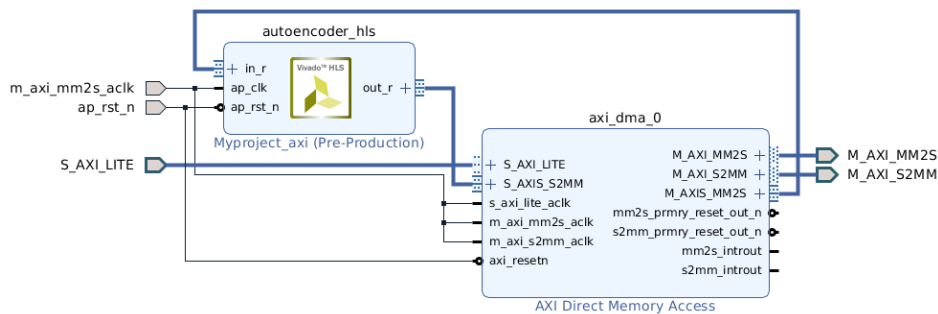 autoencoder_hls
in_r
ap_clk
ap_rst_n
Vivado™ HLS
out_r
Myproject_axi (Pre-Production)
m_axi_mm2s_aclk
ap_rst_n
S_AXI_LITE
axi_dma_0
S_AXI_LITE
S_AXIS_S2MM
s_axi_lite_aclk
m_axi_mm2s_aclk
m_axi_s2mm_aclk
axi_resetn
M_AXI_MM2S
M_AXI_S2MM
M_AXIS_MM2S
mm2s_prmry_reset_out_n
s2mm_prmry_reset_out_n
mm2s_introut
s2mm_introut
AXI Direct Memory Access
M_AXI_MM2S
M_AXI_S2MM